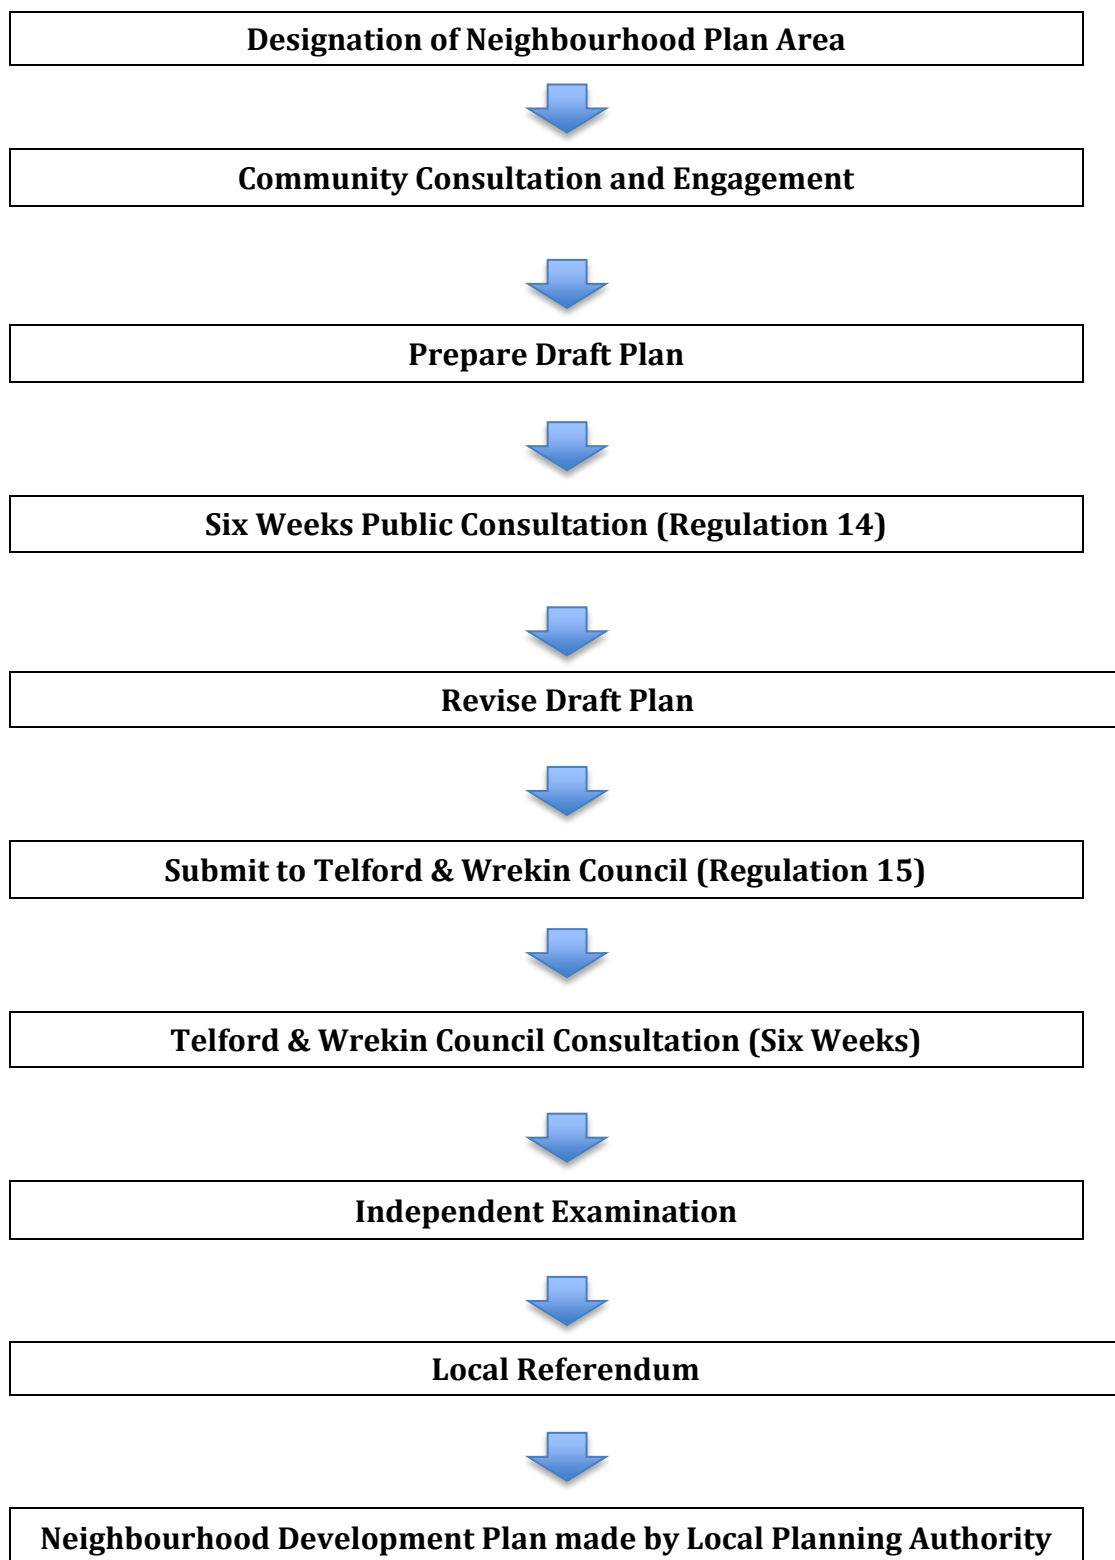 Designation of Neighbourhood Plan Area
Community Consultation and Engagement
Prepare Draft Plan
Six Weeks Public Consultation (Regulation 14)
Revise Draft Plan
Submit to Telford & Wrekin Council (Regulation 15)
Telford & Wrekin Council Consultation (Six Weeks)
Independent Examination
Local Referendum
Neighbourhood Development Plan made by Local Planning Authority